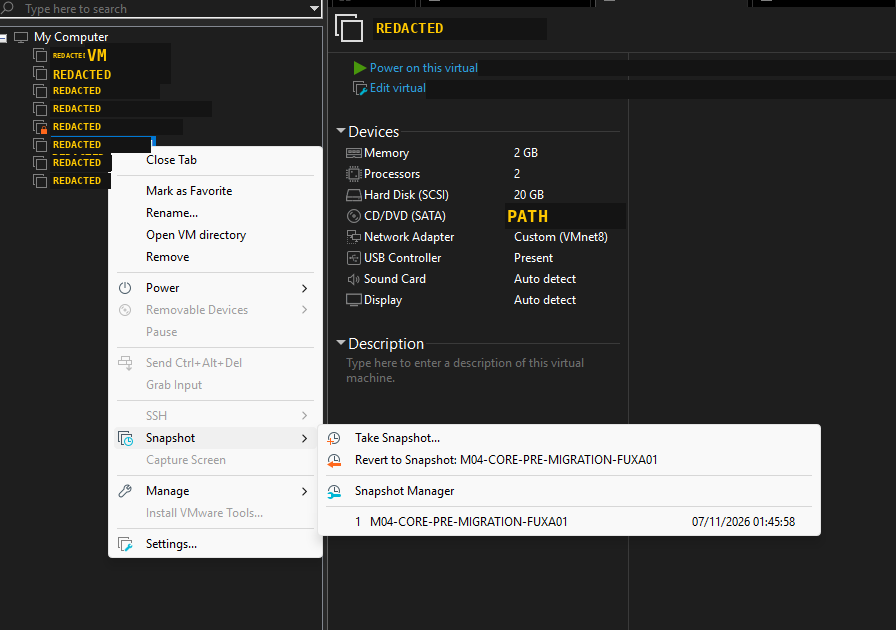 Type here to search
My Computer
REDACTE: VM
REDACTED
REDACTED
REDACTED
REDACTED
REDACTED
REDACTED
REDACTED
Close Tab
Mark as Favorite
Rename...
Open VM directory
Remove
Power
Removable Devices
Pause
Send Ctrl+Alt+Del
Grab Input
SSH
Snapshot
Capture Screen
Manage
Install VMware Tools...
Settings...
Take Snapshot...
Revert to Snapshot: M04-CORE-PRE-MIGRATION-FUXA01
Snapshot Manager
1 M04-CORE-PRE-MIGRATION-FUXA01 07/11/2026 01:45:58
REDACTED
Power on this virtual
Edit virtual
Devices
Memory 2 GB
Processors 2
Hard Disk (SCSI) 20 GB
CD/DVD (SATA) PATH
Network Adapter Custom (VMnet8)
USB Controller Present
Sound Card Auto detect
Display Auto detect
Description
Type here to enter a description of this virtual
machine.